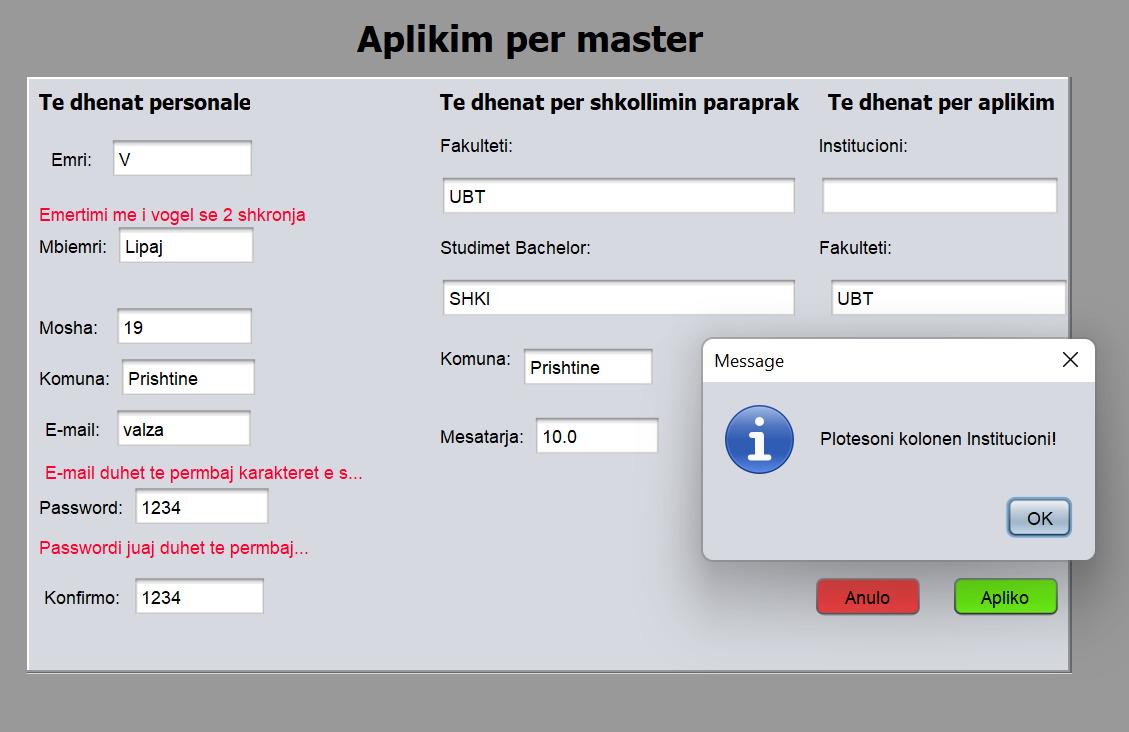 Aplikim per master
Te dhenat personale
Emri: V
Emertimi me i vogel se 2 shkronja
Mbiemri: Lipaj
Mosha: 19
Komuna: Prishtine
E-mail: valza
E-mail duhet te permbaj karakteret e s...
Password: 1234
Passwordi juaj duhet te permbaj...
Konfirmo: 1234
Te dhenat per shkollimin paraprak
Fakulteti:
UBT
Studimet Bachelor:
SHKI
Komuna: Prishtine
Mesatarja: 10.0
Te dhenat per aplikim
Institucioni:
Fakulteti:
UBT
Message
Plotesoni kolonen Institucioni!
OK
Anulo Apliko